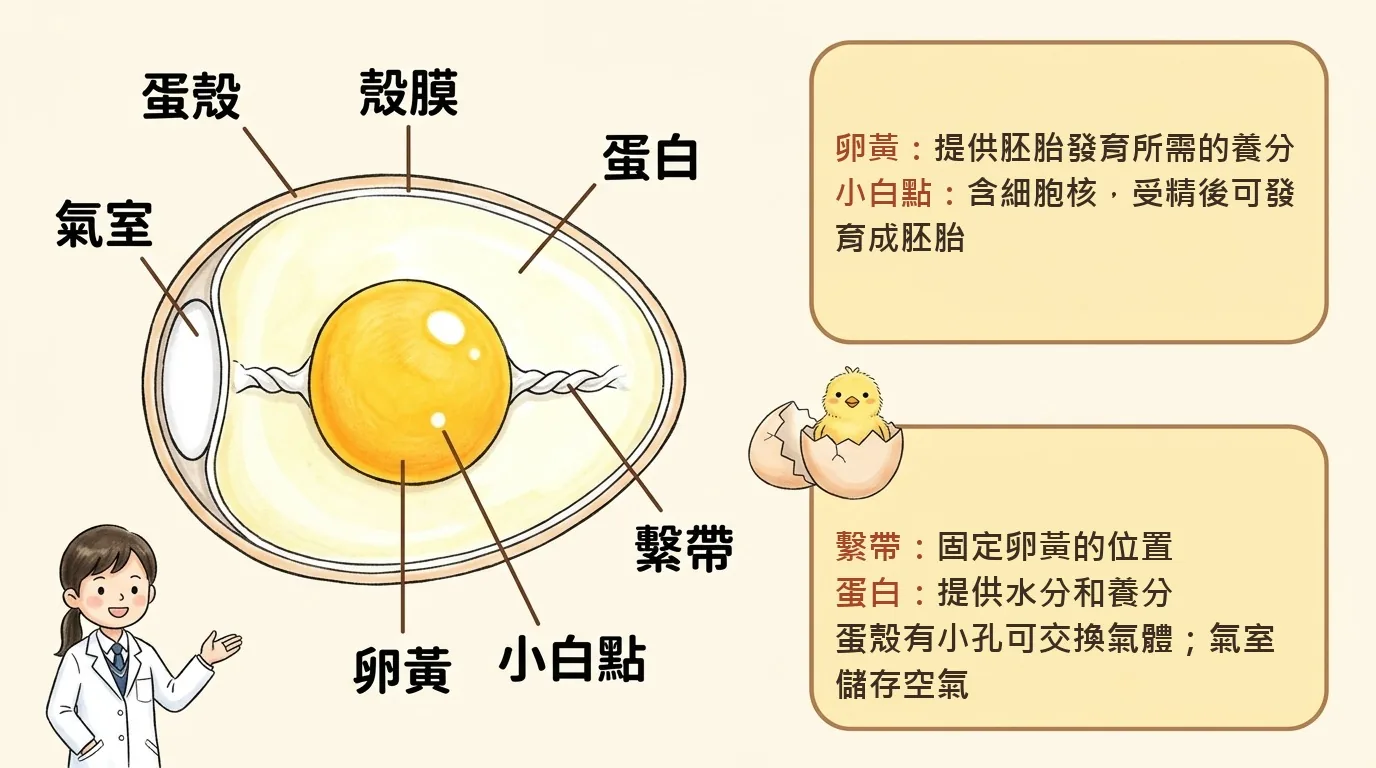 蛋殼
殼膜
蛋白
氣室
繫帶
卵黃
小白點
卵黃：提供胚胎發育所需的養分
小白點：含細胞核，受精後可發
育成胚胎
繫帶：固定卵黃的位置
蛋白：提供水分和養分
蛋殼有小孔可交換氣體；氣室
儲存空氣